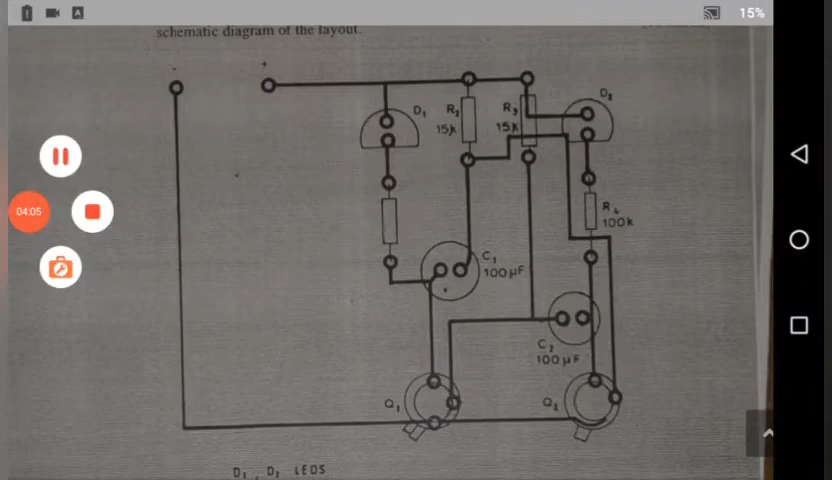 15%
schematic diagram of the layout.
- +
D1 R2 R3 D2
15k 15k
04:05
R4
100k
C1
100µF
C2
100µF
Q1 Q2
D1, D2 LEDS